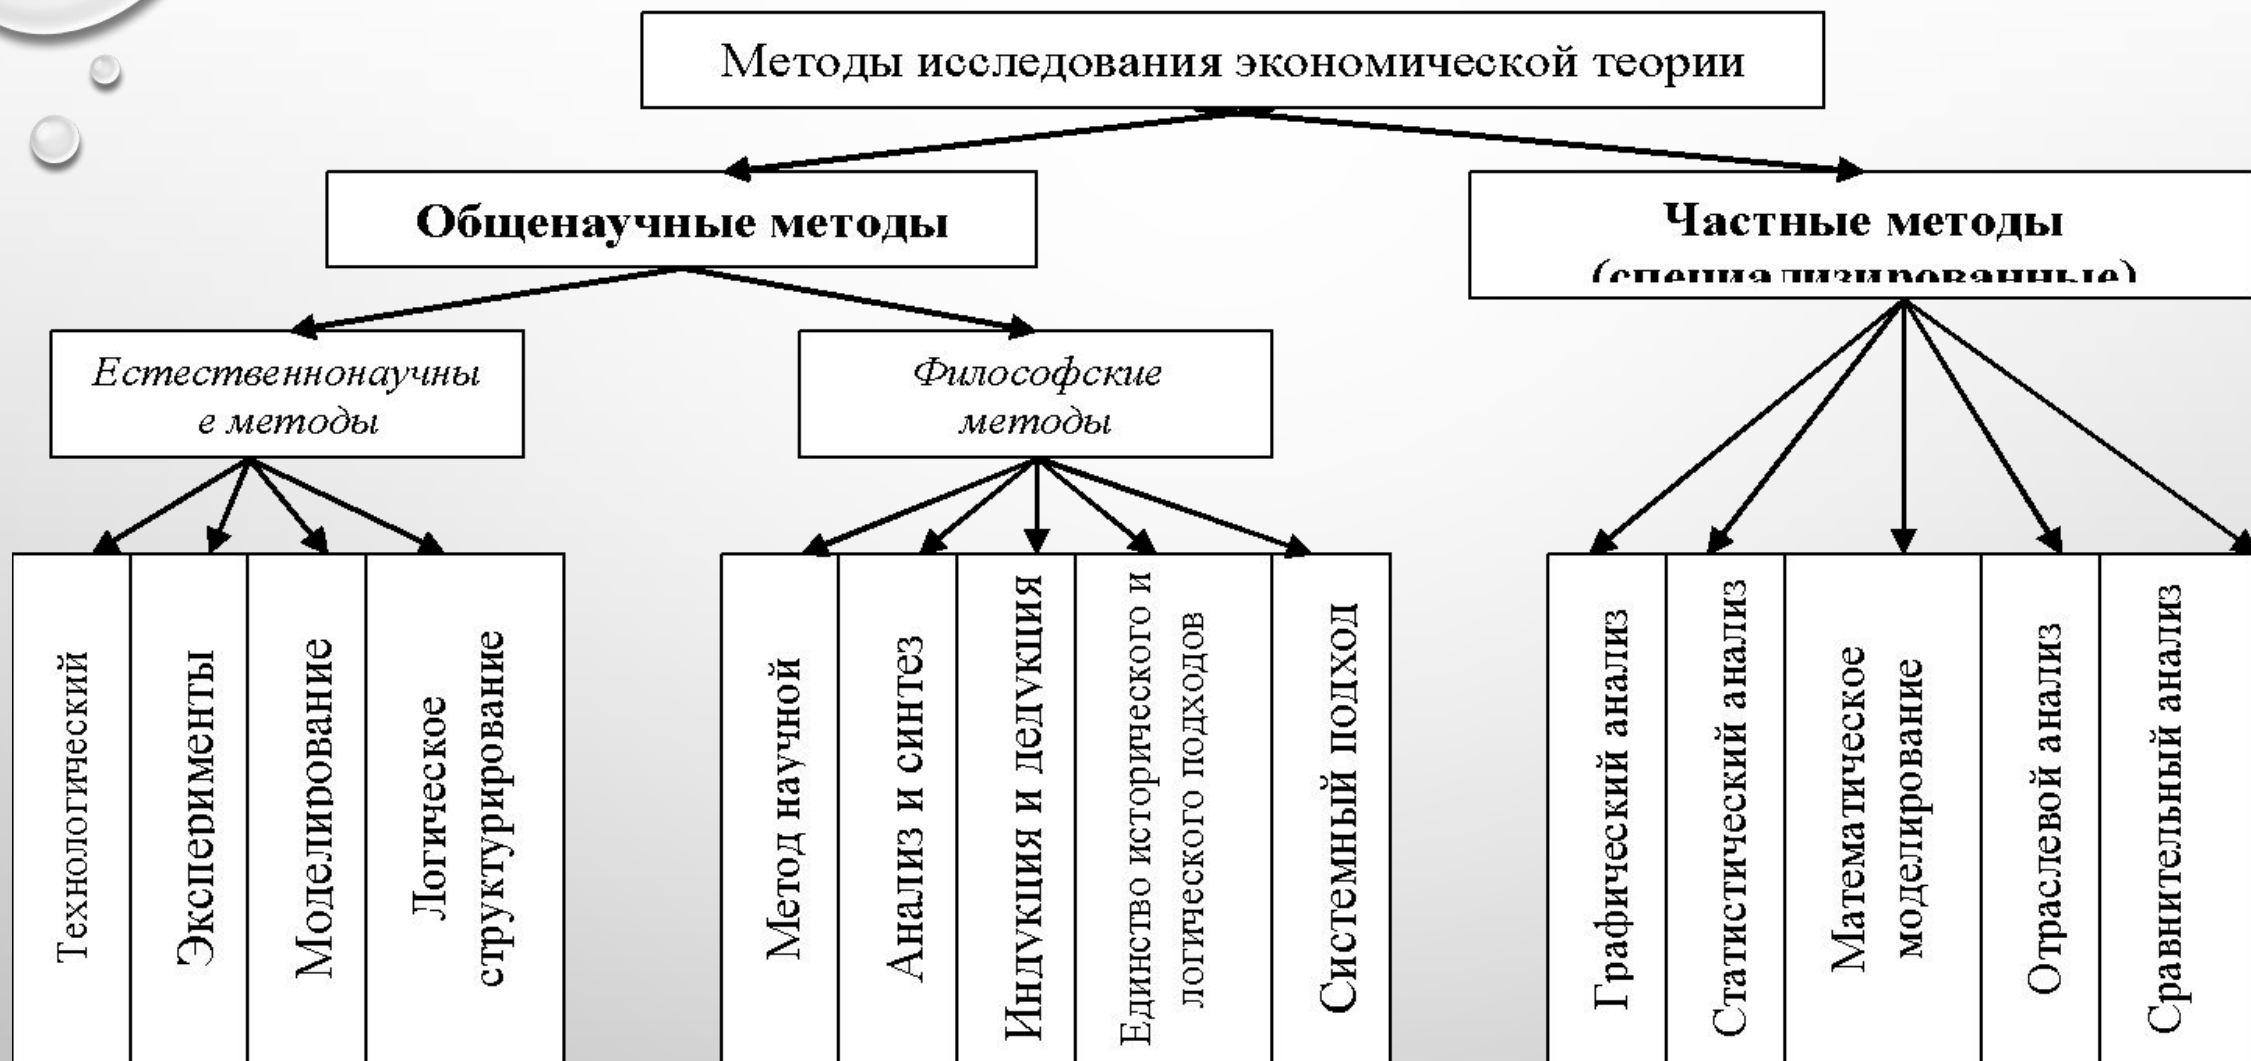 Методы исследования экономической теории
Общенаучные методы
Частные методы
(специализированные)
Естественнонаучны
е методы
Философские
методы
Технологический
Эксперименты
Моделирование
Логическое
структурирование
Метод научной
Анализ и синтез
Индукция и дедукция
Единство исторического и
логического подходов
Системный подход
Графический анализ
Статистический анализ
Математическое
моделирование
Отраслевой анализ
Сравнительный анализ